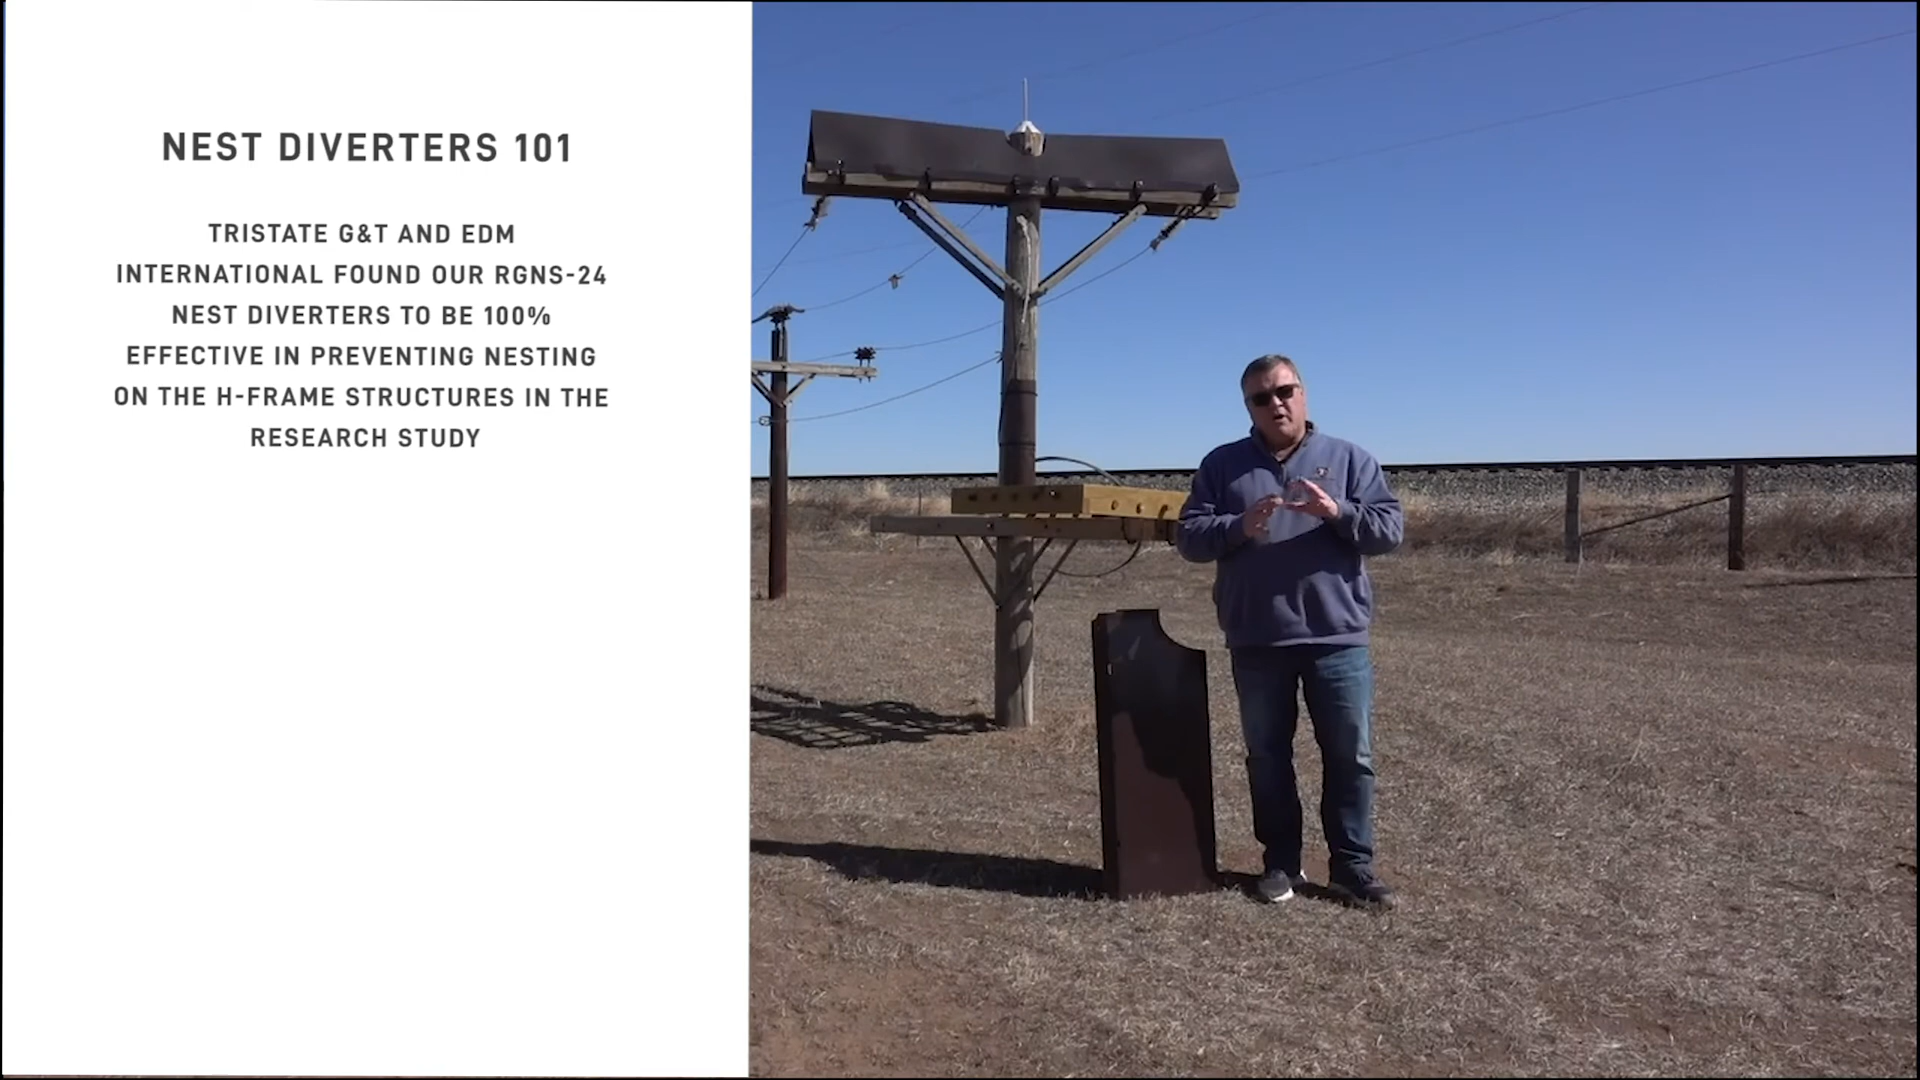 NEST DIVERTERS 101
TRISTATE G&T AND EDM
INTERNATIONAL FOUND OUR RGNS-24
NEST DIVERTERS TO BE 100%
EFFECTIVE IN PREVENTING NESTING
ON THE H-FRAME STRUCTURES IN THE
RESEARCH STUDY